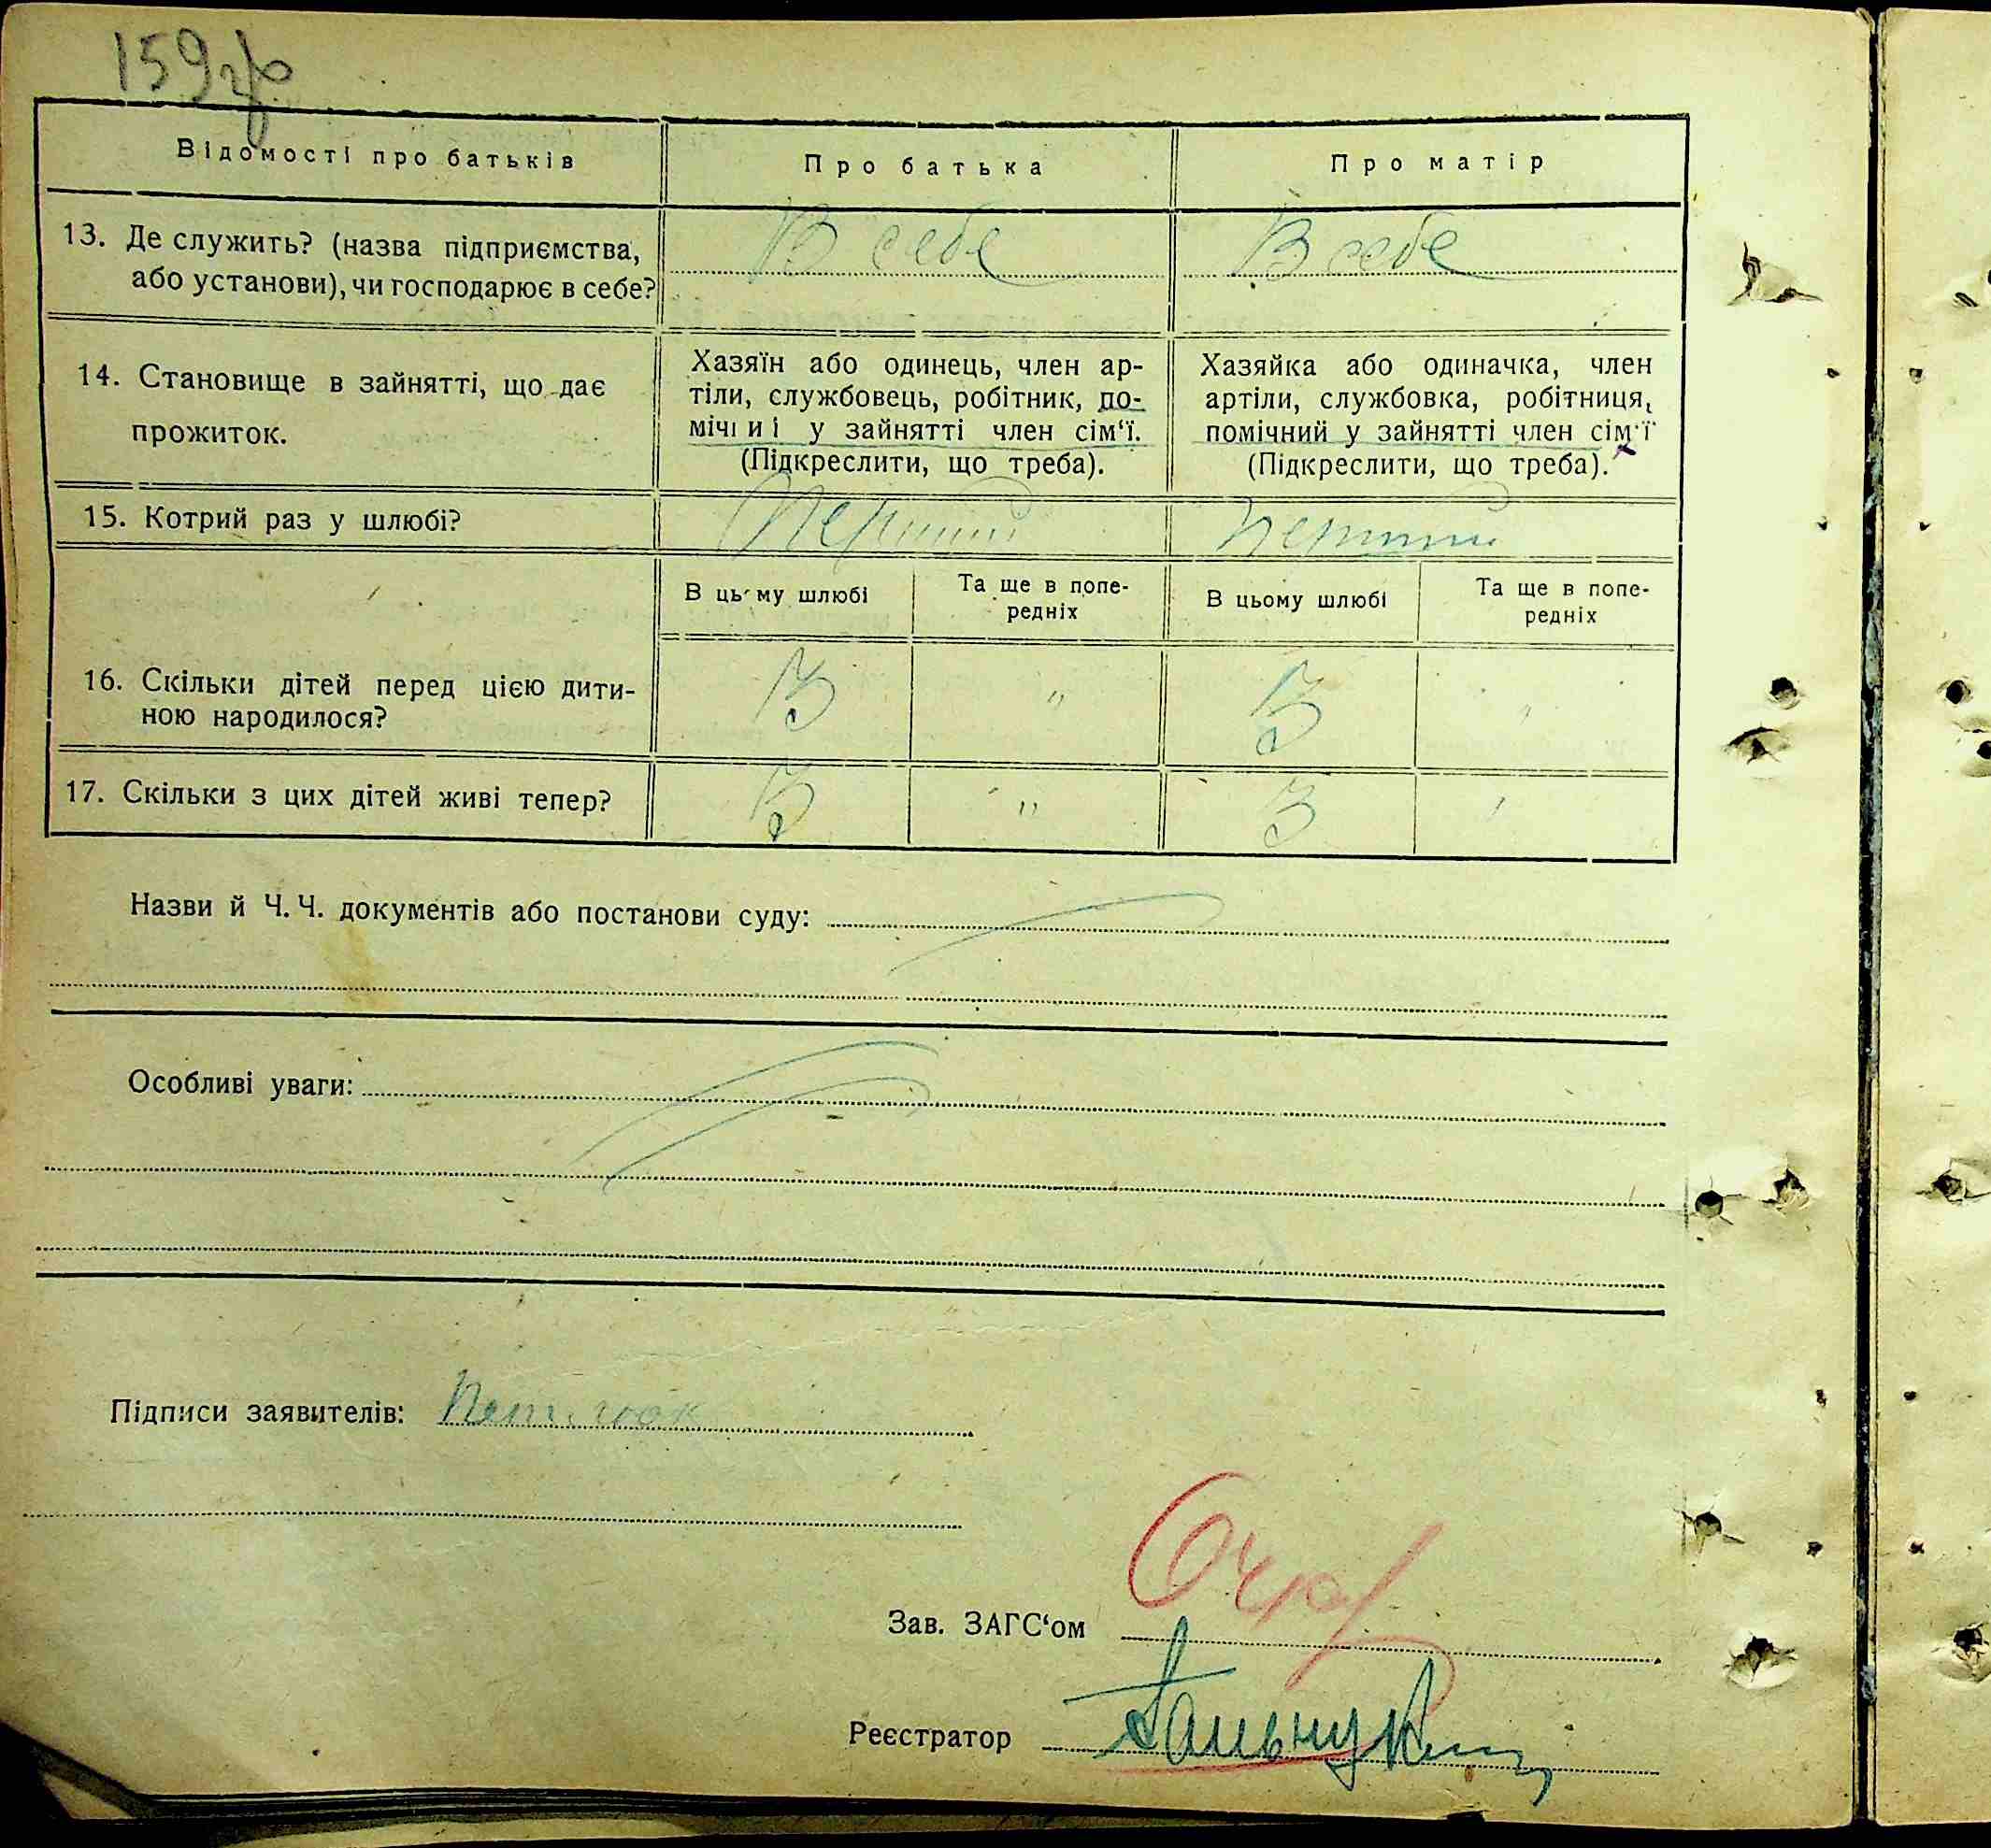 159
Відомості про батьків
Про батька
Про матір
13. Де служить? (назва підприємства,
або установи), чи господарює в себе?
В себе
В себе
14. Становище в зайнятті, що дає
прожиток.
Хазяїн або одинець, член ар-
тіли, службовець, робітник, по-
мічниі у зайнятті член сім‘ї.
(Підкреслити, що треба).
Хазяйка або одиначка, член
артіли, службовка, робітниця,
помічний у зайнятті член сім‘ї
(Підкреслити, що треба).
15. Котрий раз у шлюбі?
Перший
перший
В цьому шлюбі
Та ще в попе-
редніх
В цьому шлюбі
Та ще в попе-
редніх
16. Скільки дітей перед цією дити-
ною народилося?
3
"
3
"
17. Скільки з цих дітей живі тепер?
3
"
3
"
Назви й Ч. Ч. документів або постанови суду:
Особливі уваги:
Підписи заявителів:
Зав. ЗАГС‘ом
Реєстратор